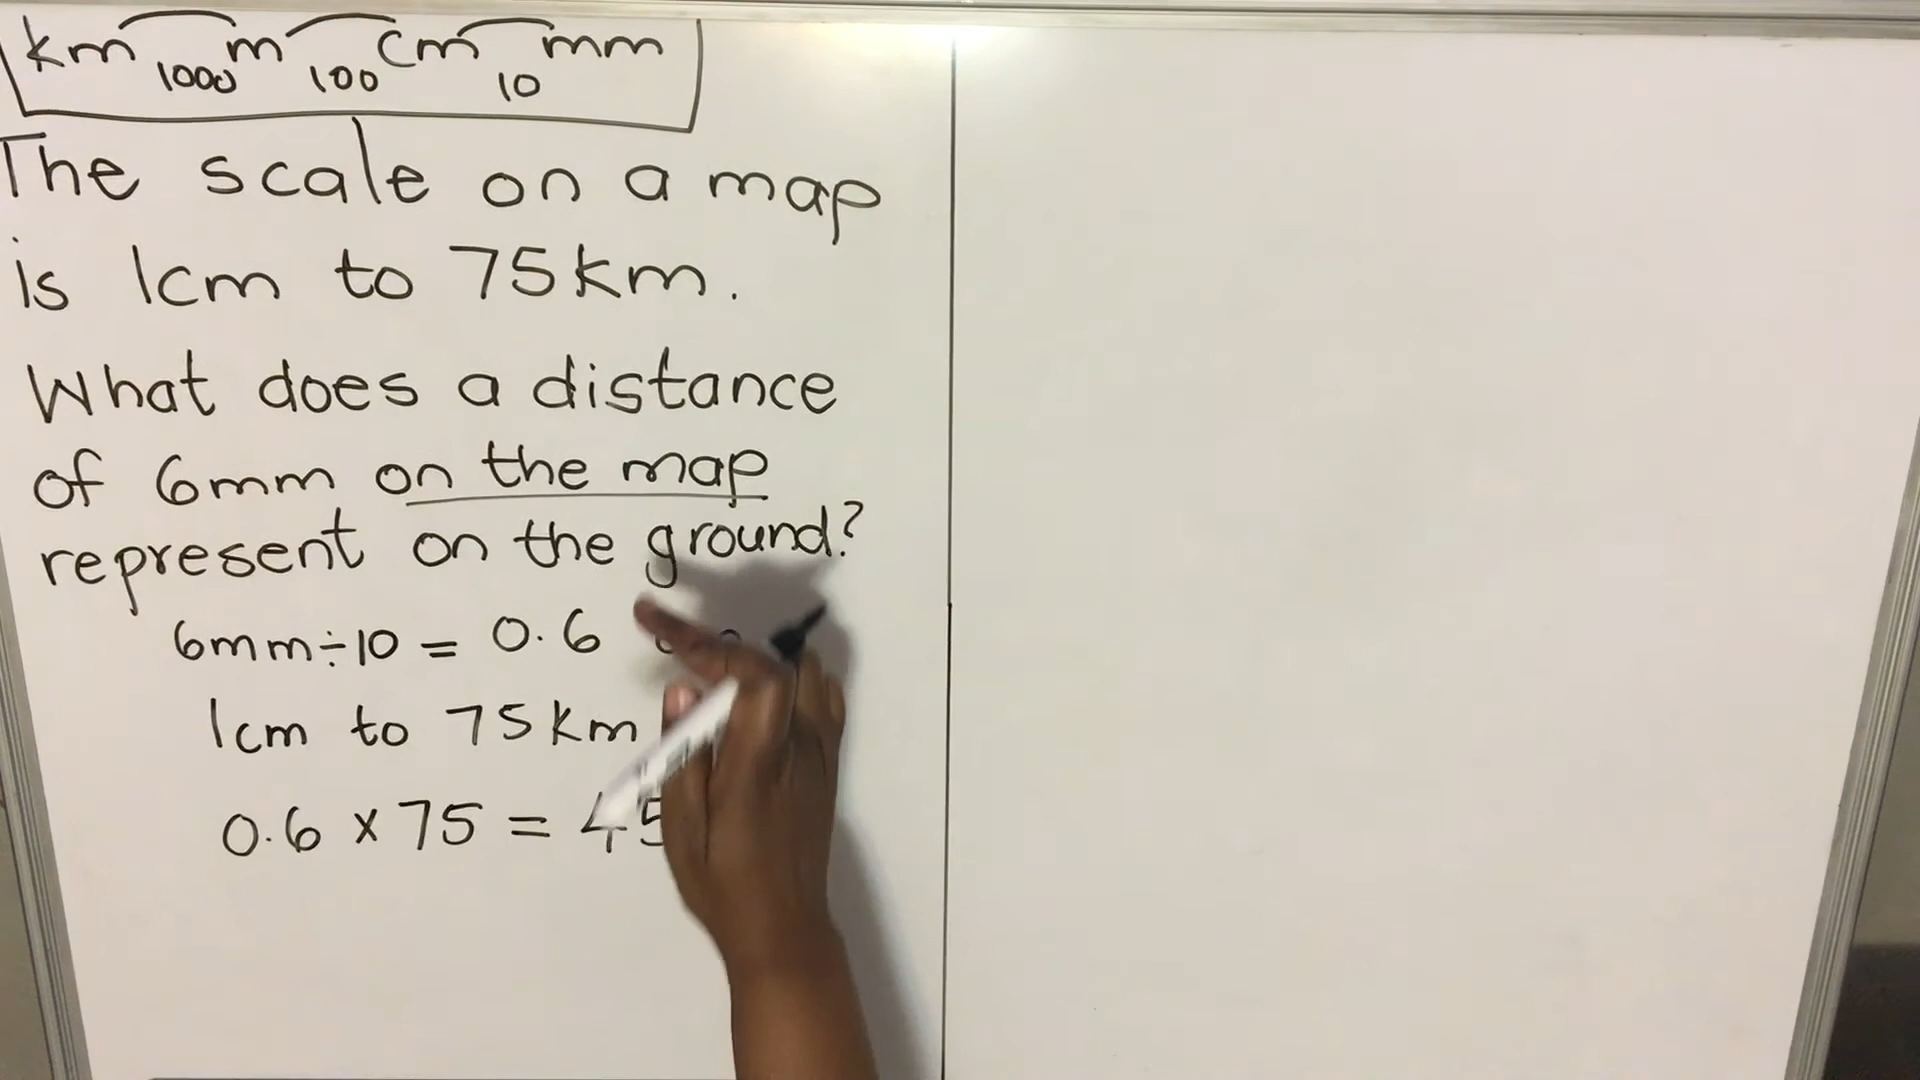 km 1000 m 100 cm 10 mm
The scale on a map
is 1cm to 75km.
What does a distance
of 6mm on the map
represent on the ground?
6mm÷10 = 0.6
1cm to 75km
0.6 × 75 = 45